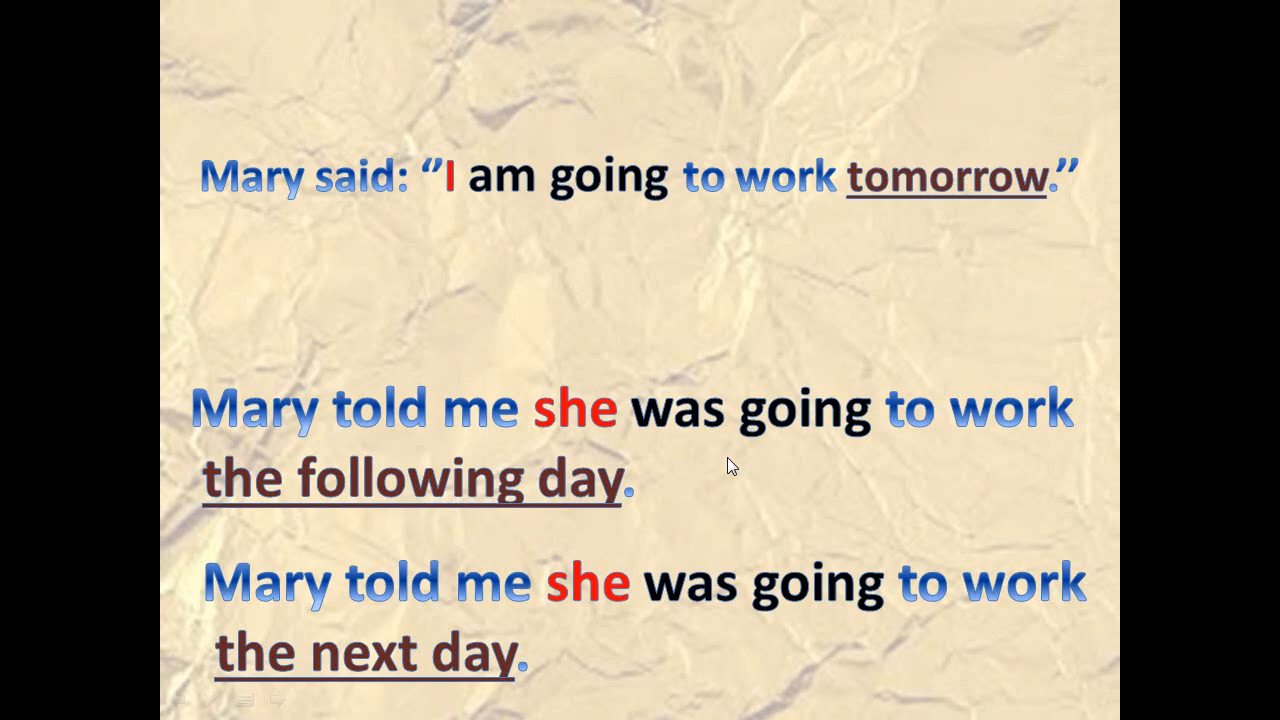 Mary said: “I am going to work tomorrow.”
Mary told me she was going to work
the following day.
Mary told me she was going to work
the next day.